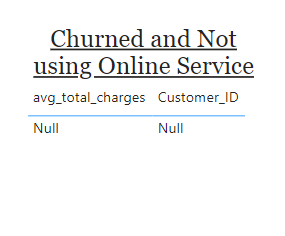 Churned and Not
using Online Service
avg_total_charges Customer_ID
Null Null